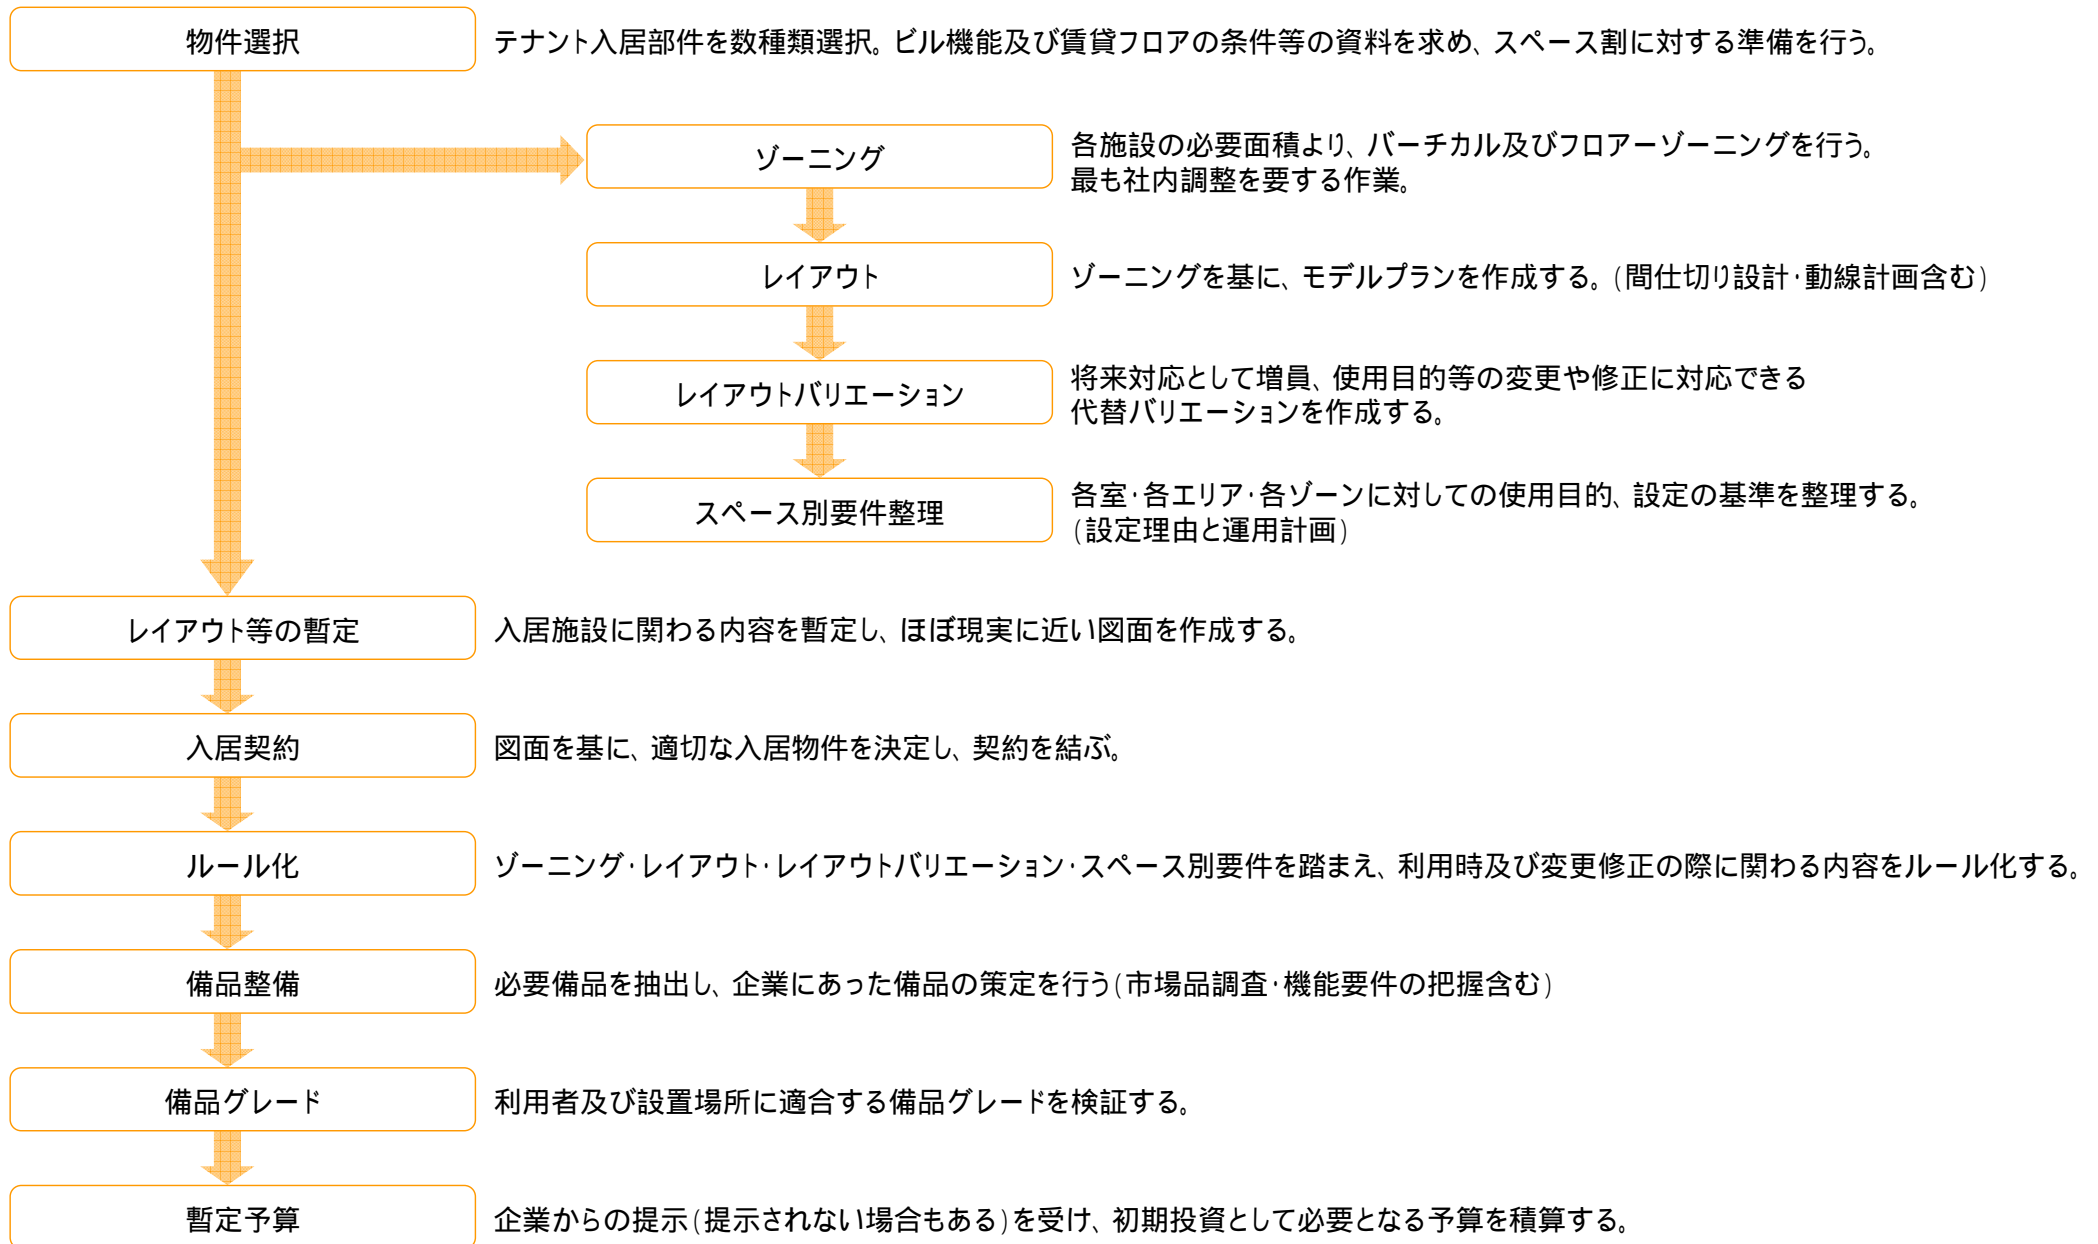 物件選択
テナント入居部件を数種類選択。ビル機能及び賃貸フロアの条件等の資料を求め、スペース割に対する準備を行う。
ゾーニング
各施設の必要面積より、バーチカル及びフロアーゾーニングを行う。
最も社内調整を要する作業。
レイアウト
ゾーニングを基に、モデルプランを作成する。(間仕切り設計・動線計画含む)
レイアウトバリエーション
将来対応として増員、使用目的等の変更や修正に対応できる
代替バリエーションを作成する。
スペース別要件整理
各室・各エリア・各ゾーンに対しての使用目的、設定の基準を整理する。
(設定理由と運用計画)
レイアウト等の暫定
入居施設に関わる内容を暫定し、ほぼ現実に近い図面を作成する。
入居契約
図面を基に、適切な入居物件を決定し、契約を結ぶ。
ルール化
ゾーニング・レイアウト・レイアウトバリエーション・スペース別要件を踏まえ、利用時及び変更修正の際に関わる内容をルール化する。
備品整備
必要備品を抽出し、企業にあった備品の策定を行う(市場品調査・機能要件の把握含む)
備品グレード
利用者及び設置場所に適合する備品グレードを検証する。
暫定予算
企業からの提示(提示されない場合もある)を受け、初期投資として必要となる予算を積算する。